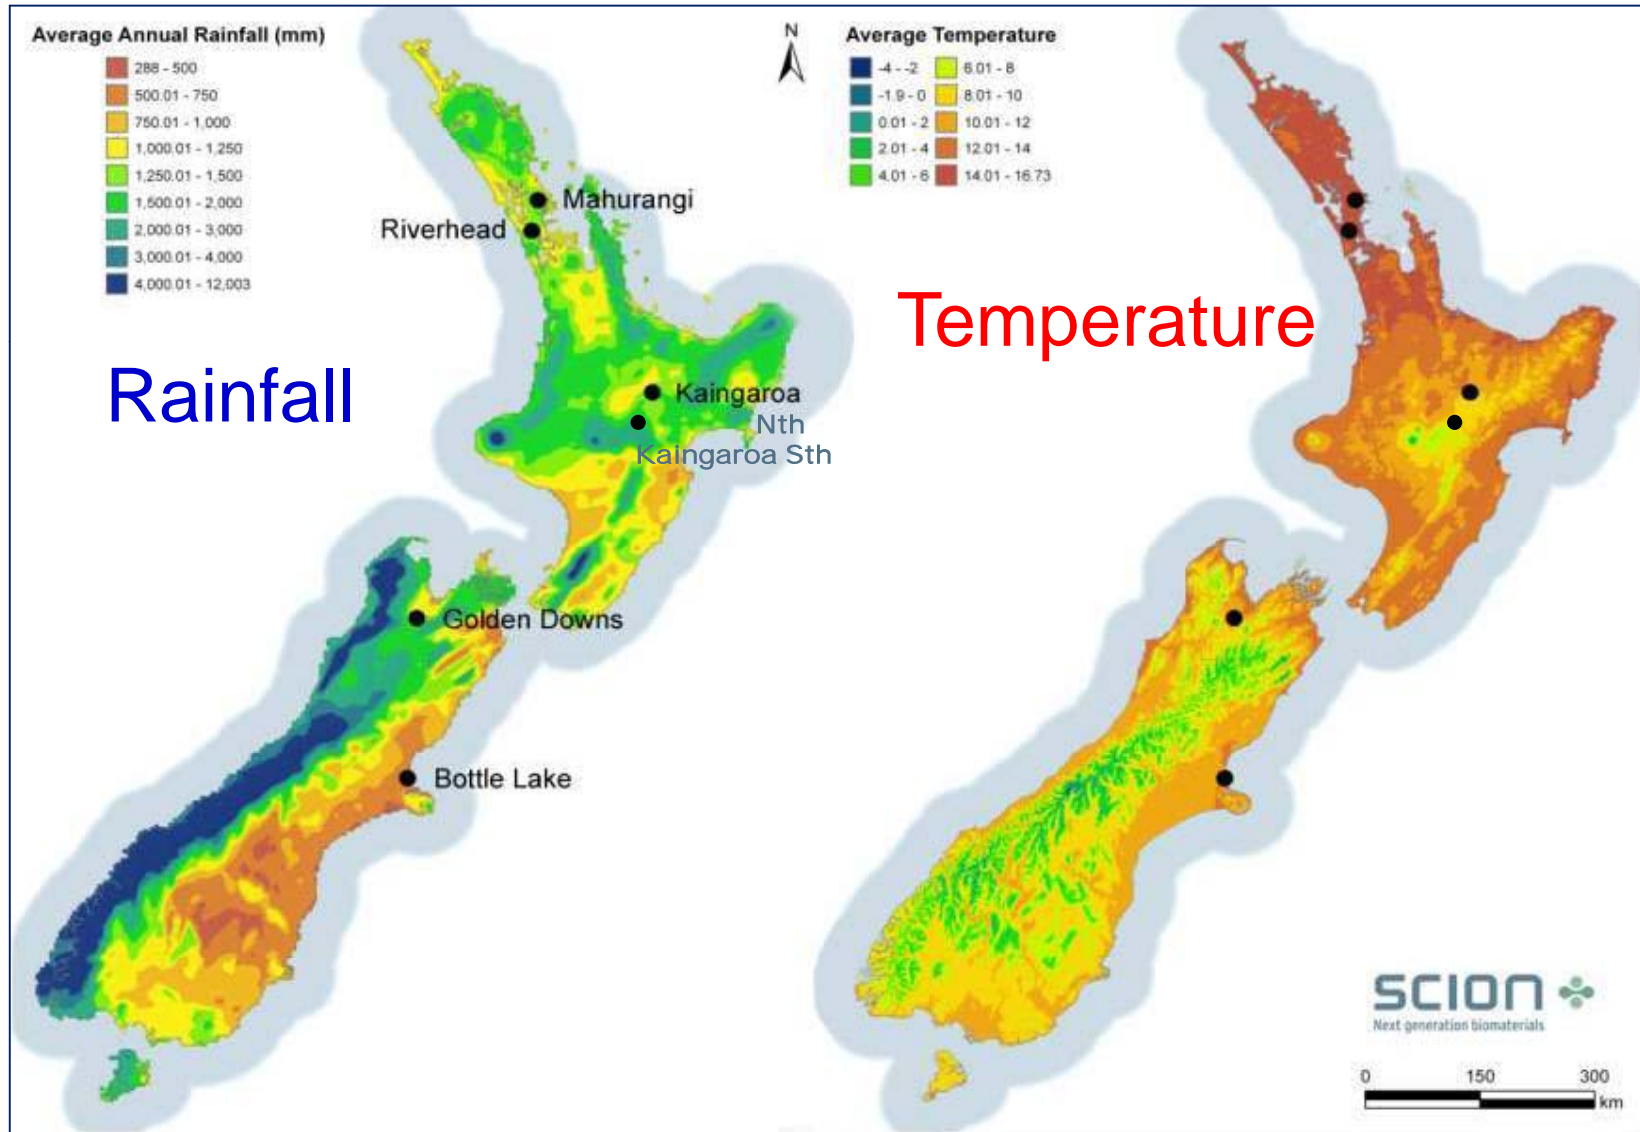 Average Annual Rainfall (mm)
288 - 500
500.01 - 750
750.01 - 1,000
1,000.01 - 1,250
1,250.01 - 1,500
1,500.01 - 2,000
2,000.01 - 3,000
3,000.01 - 4,000
4,000.01 - 12,003
Rainfall
Mahurangi
Riverhead
Kaingaroa
Nth
Kaingaroa Sth
Golden Downs
Bottle Lake
N
Average Temperature
-4 - -2
-1.9 - 0
0.01 - 2
2.01 - 4
4.01 - 6
6.01 - 8
8.01 - 10
10.01 - 12
12.01 - 14
14.01 - 16.73
Temperature
SCION
Next generation biomaterials
0 150 300
km